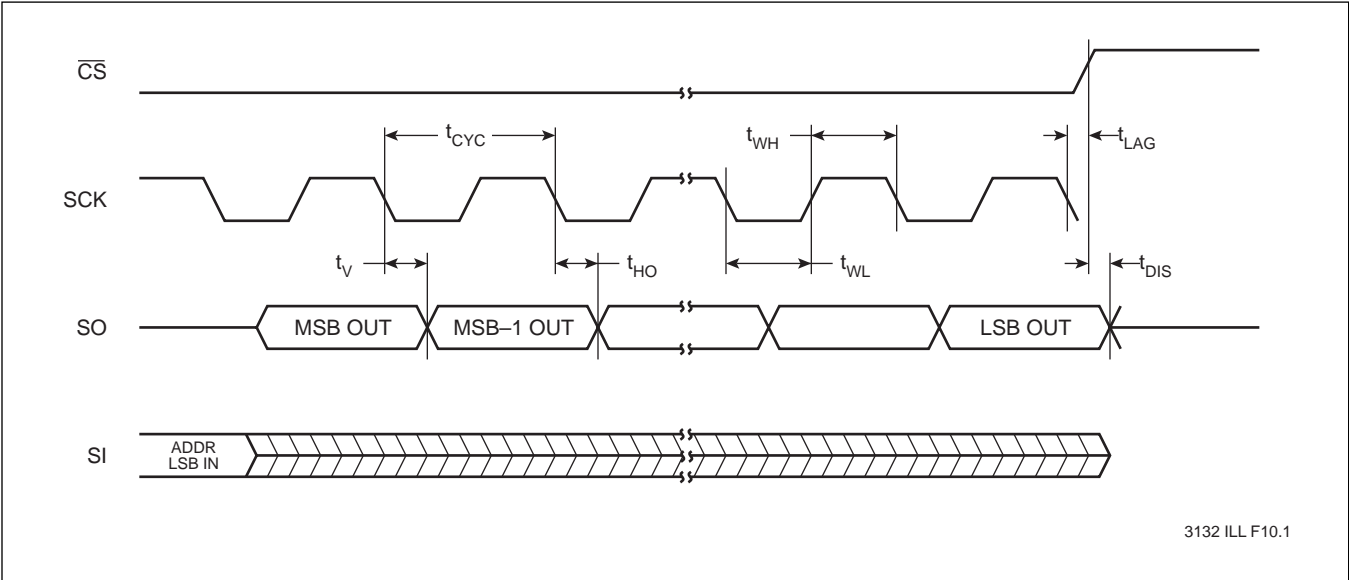 CS
tCYC
tWH
tLAG
SCK
tV
tHO
tWL
tDIS
SO
MSB OUT
MSB–1 OUT
LSB OUT
SI
ADDR
LSB IN
3132 ILL F10.1